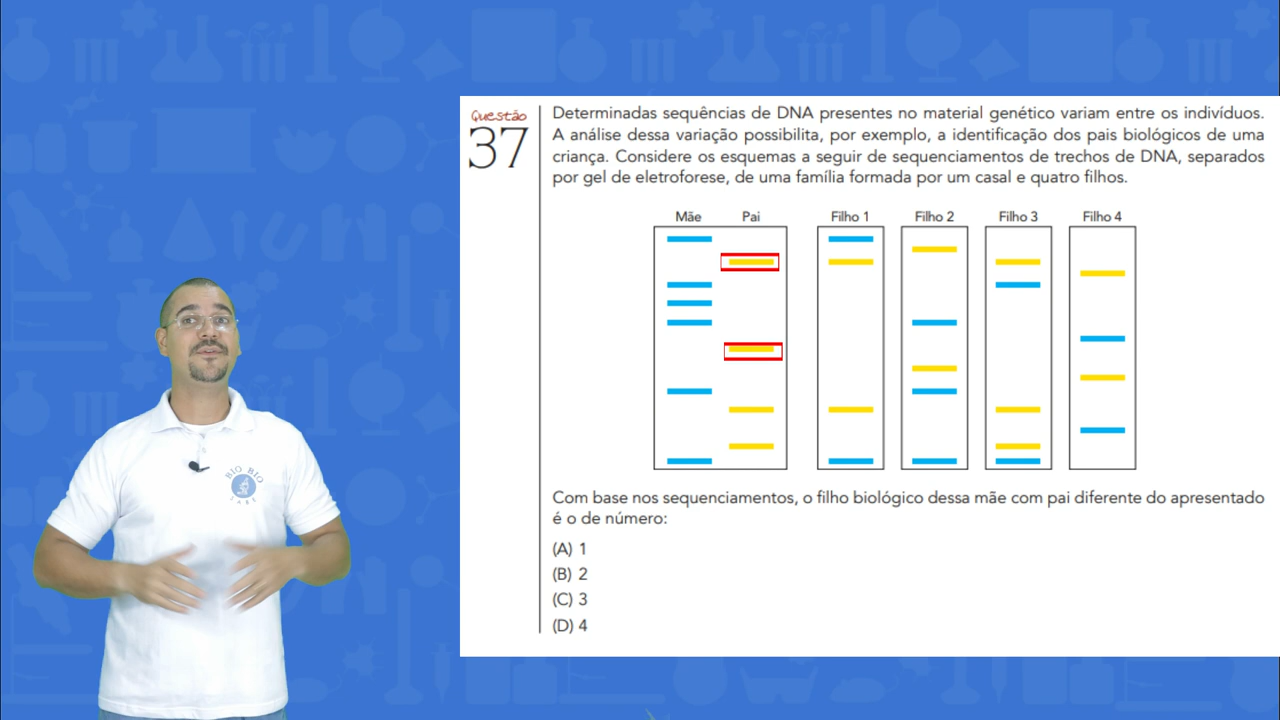 Questão
37
Determinadas sequências de DNA presentes no material genético variam entre os indivíduos.
A análise dessa variação possibilita, por exemplo, a identificação dos pais biológicos de uma
criança. Considere os esquemas a seguir de sequenciamentos de trechos de DNA, separados
por gel de eletroforese, de uma família formada por um casal e quatro filhos.
Mãe Pai Filho 1 Filho 2 Filho 3 Filho 4
Com base nos sequenciamentos, o filho biológico dessa mãe com pai diferente do apresentado
é o de número:
(A) 1
(B) 2
(C) 3
(D) 4
BIO BIO
LABS